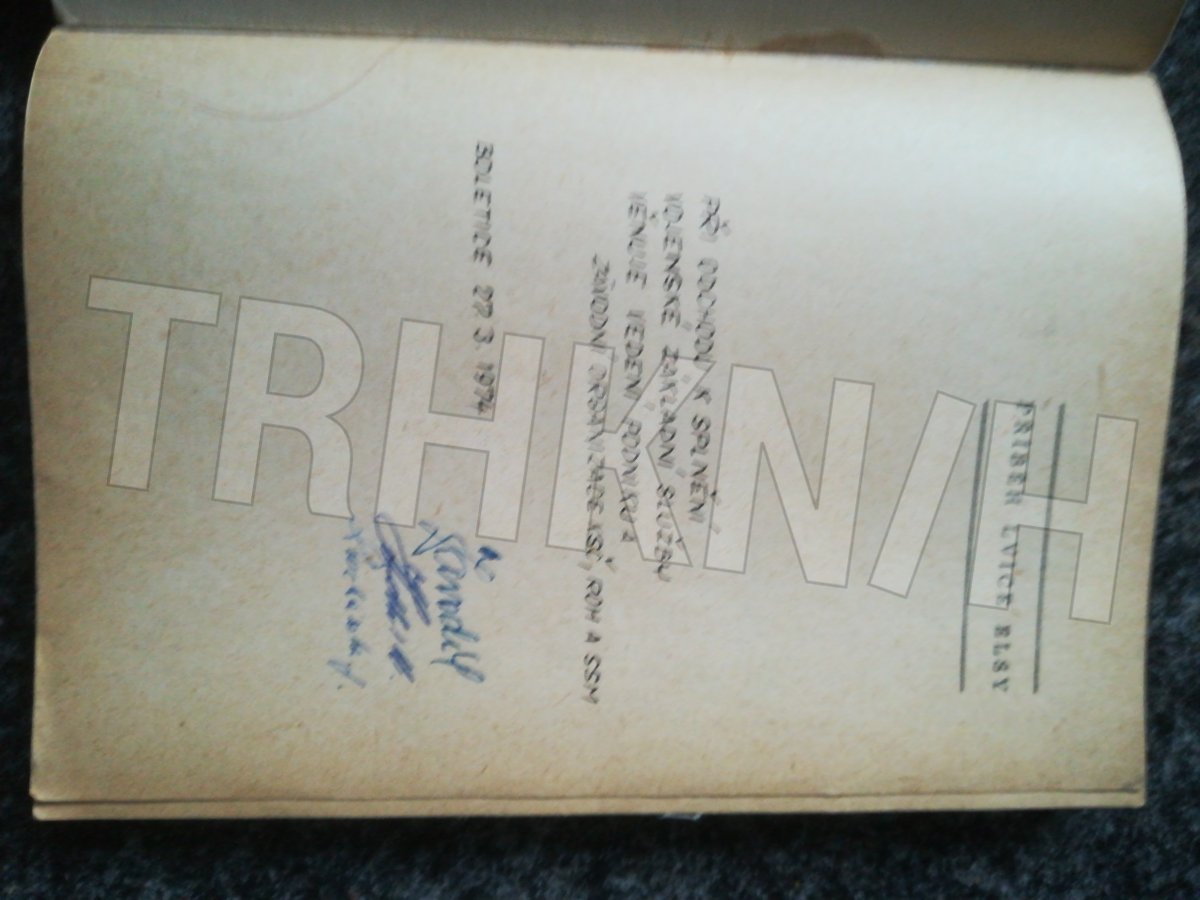 PŘÍBĚH LVICE ELSY
PŘI ODCHODU K SPLNĚNÍ
VOJENSKÉ ZÁKLADNÍ SLUŽBY
VĚNUJE VEDENÍ PODNIKU A
ZÁVODNÍ ORGANIZACE KSČ, ROH A SSM
BOLETICE 27. 3. 1974
TRHKNIH